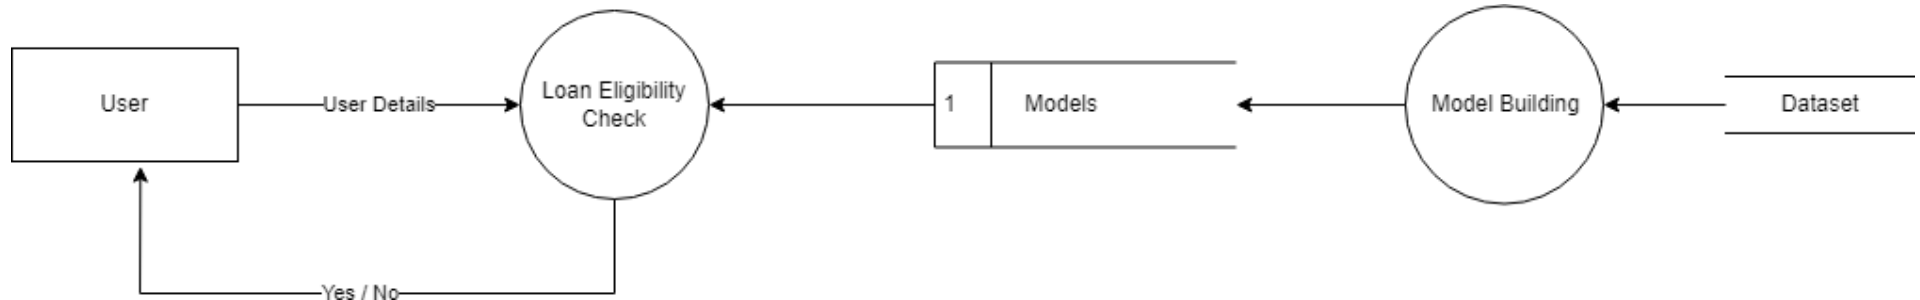 User
User Details
Loan Eligibility
Check
1
Models
Model Building
Dataset
Yes / No